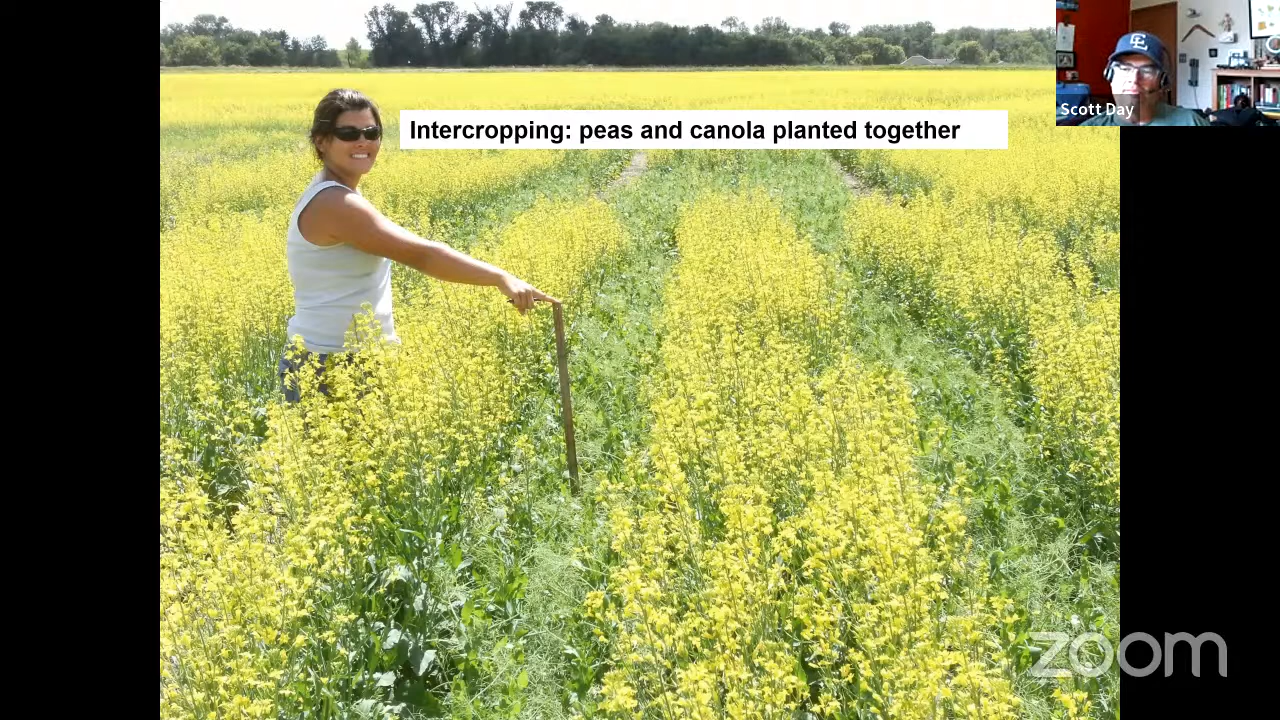 Intercropping: peas and canola planted together
Scott Day
zoom